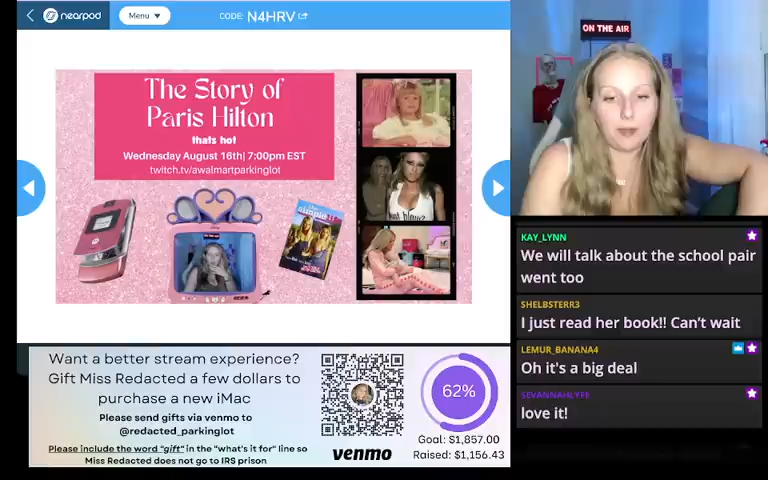 nearpod
Menu
CODE: N4HRV
ON THE AIR
The Story of
Paris Hilton
thats hot
Wednesday August 16th| 7:00pm EST
twitch.tv/awalmartparkinglot
KAY_LYNN
We will talk about the school pair
went too
SHELBSTERR3
I just read her book!! Can't wait
LEMUR_BANANA4
Oh it's a big deal
SEVANNAHLYFE
love it!
Want a better stream experience?
Gift Miss Redacted a few dollars to
purchase a new iMac
Please send gifts via venmo to
@redacted_parkinglot
Please include the word "gift" in the "what's it for" line so
Miss Redacted does not go to IRS prison
venmo
62%
Goal: $1,857.00
Raised: $1,156.43